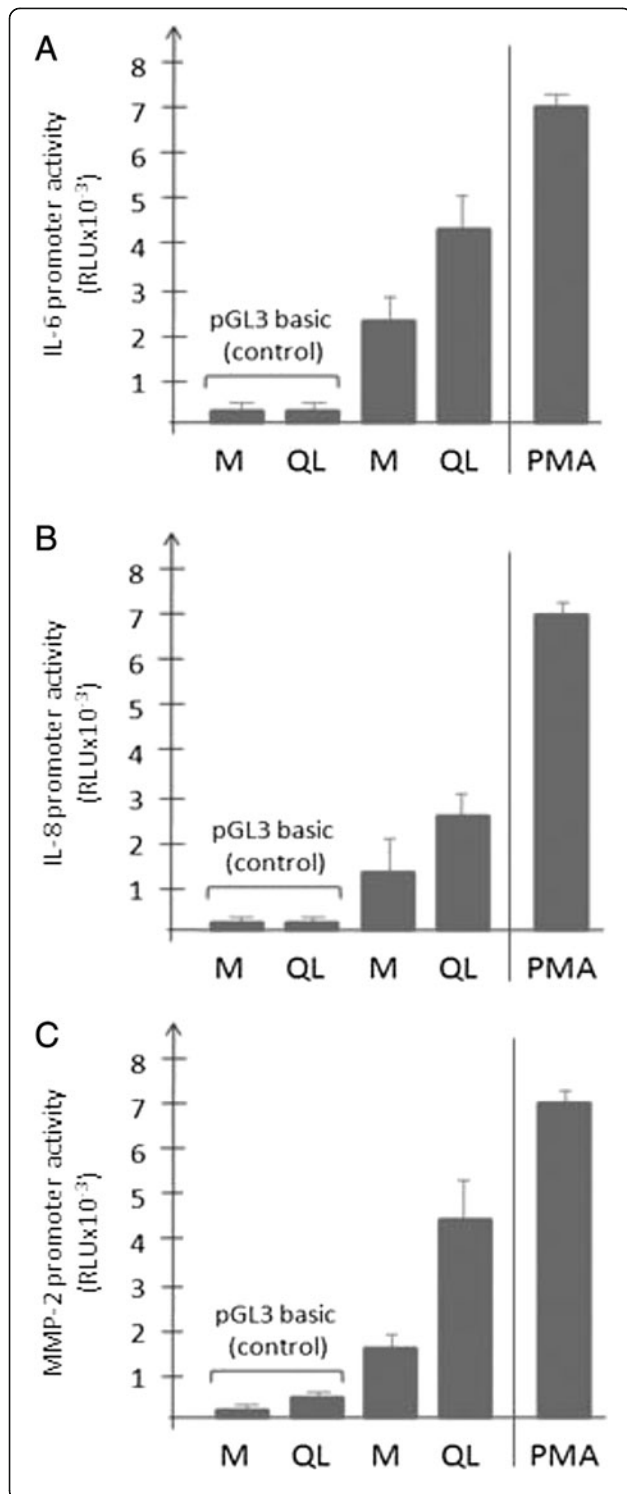 A
IL-6 promoter activity
(RLUx10⁻³)
8
7
6
5
4
3
2
1
pGL3 basic
(control)
M QL M QL PMA
B
IL-8 promoter activity
(RLUx10⁻³)
8
7
6
5
4
3
2
1
pGL3 basic
(control)
M QL M QL PMA
C
MMP-2 promoter activity
(RLUx10⁻³)
8
7
6
5
4
3
2
1
pGL3 basic
(control)
M QL M QL PMA